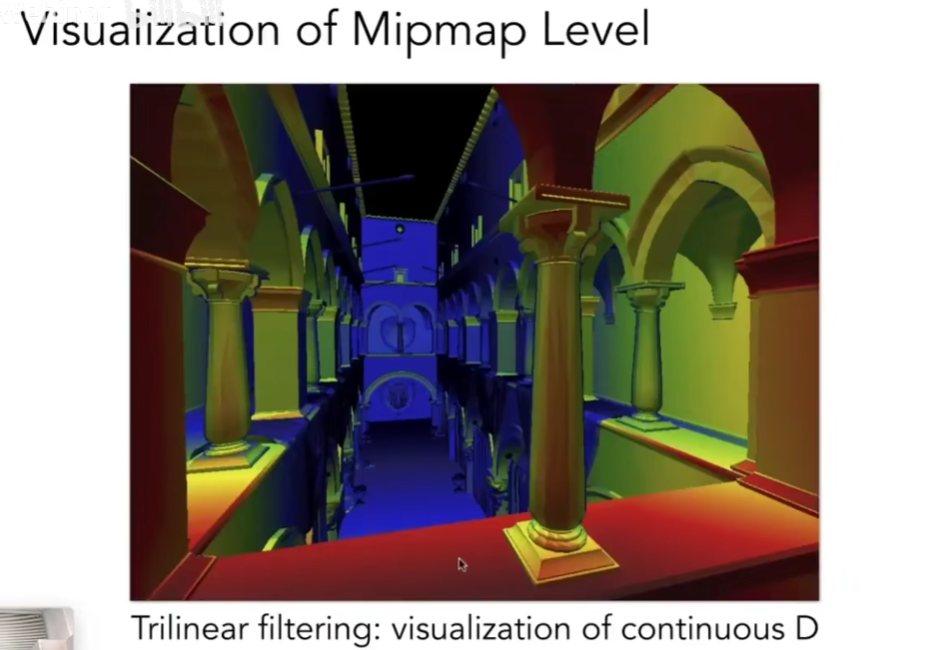 Visualization of Mipmap Level
Trilinear filtering: visualization of continuous D